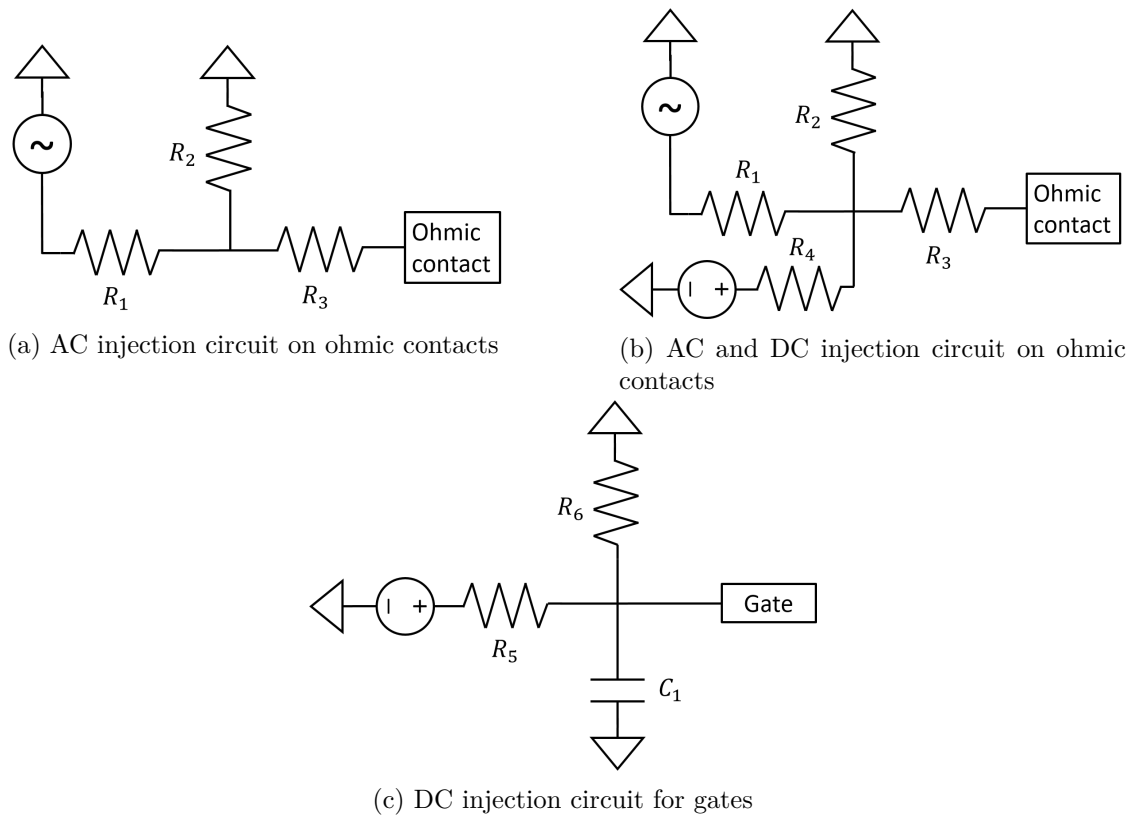 ~
R₂
R₁
R₃
Ohmic
contact
(a) AC injection circuit on ohmic contacts
~
R₂
R₁
R₄
R₃
Ohmic
contact
(b) AC and DC injection circuit on ohmic
contacts
R₆
R₅
Gate
C₁
(c) DC injection circuit for gates